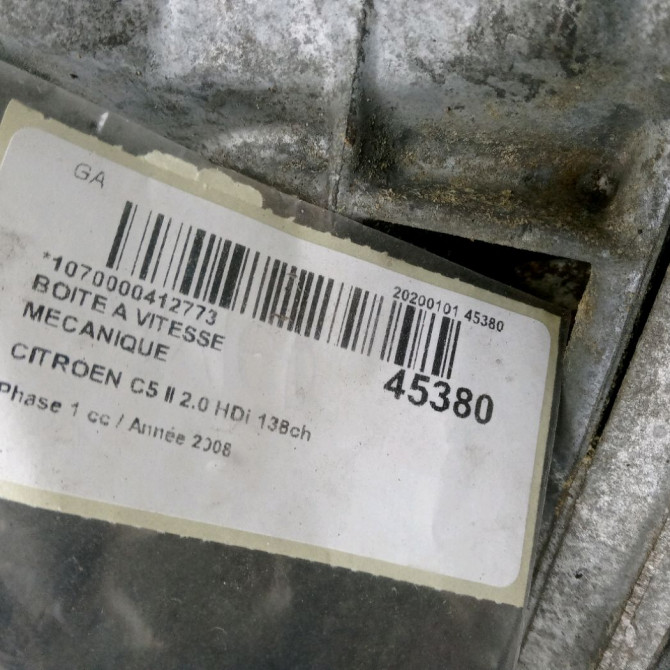 GA
20200101 45380
*1070000412773
45380
BOITE A VITESSE
MECANIQUE
CITROEN C5 II 2.0 HDi 138ch
Phase 1 cc / Année 2008